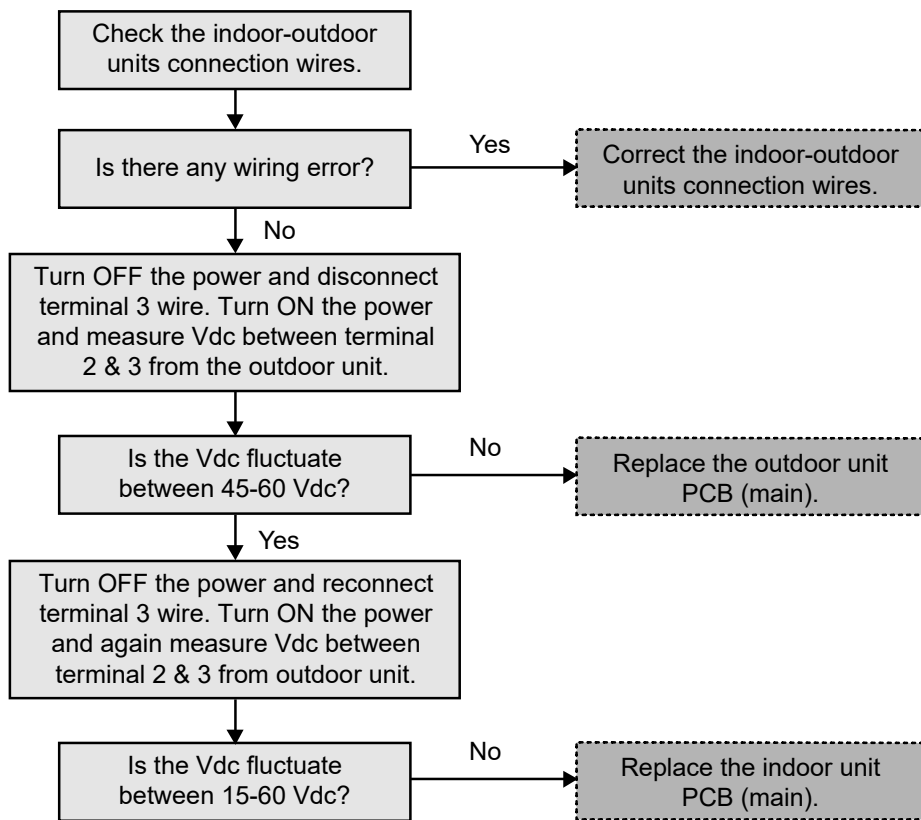 Check the indoor-outdoor
units connection wires.
Is there any wiring error?
Yes
Correct the indoor-outdoor
units connection wires.
No
Turn OFF the power and disconnect
terminal 3 wire. Turn ON the power
and measure Vdc between terminal
2 & 3 from the outdoor unit.
Is the Vdc fluctuate
between 45-60 Vdc?
No
Replace the outdoor unit
PCB (main).
Yes
Turn OFF the power and reconnect
terminal 3 wire. Turn ON the power
and again measure Vdc between
terminal 2 & 3 from outdoor unit.
Is the Vdc fluctuate
between 15-60 Vdc?
No
Replace the indoor unit
PCB (main).